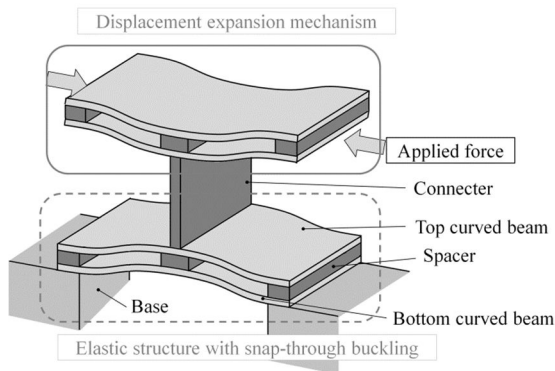 Displacement expansion mechanism
Applied force
Connecter
Top curved beam
Spacer
Base
Bottom curved beam
Elastic structure with snap-through buckling